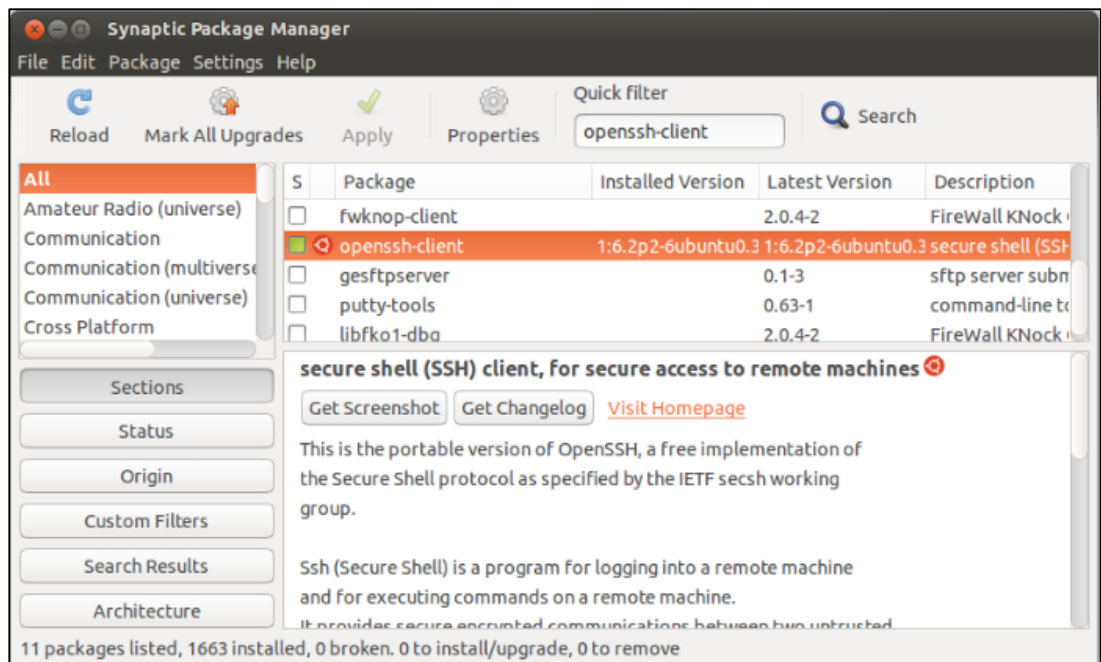 Synaptic Package Manager
File Edit Package Settings Help
Reload
Mark All Upgrades
Apply
Properties
Quick filter
openssh-client
Search
All
Amateur Radio (universe)
Communication
Communication (multiverse
Communication (universe)
Cross Platform
S Package Installed Version Latest Version Description
fwknop-client 2.0.4-2 FireWall KNock
openssh-client 1:6.2p2-6ubuntu0.3 1:6.2p2-6ubuntu0.3 secure shell (SSH
gesftpserver 0.1-3 sftp server subm
putty-tools 0.63-1 command-line to
libfko1-dbg 2.0.4-2 FireWall KNock
Sections
Status
Origin
Custom Filters
Search Results
Architecture
secure shell (SSH) client, for secure access to remote machines
Get Screenshot Get Changelog Visit Homepage
This is the portable version of OpenSSH, a free implementation of
the Secure Shell protocol as specified by the IETF secsh working
group.
Ssh (Secure Shell) is a program for logging into a remote machine
and for executing commands on a remote machine.
It provides secure encrypted communications between two untrusted
11 packages listed, 1663 installed, 0 broken. 0 to install/upgrade, 0 to remove